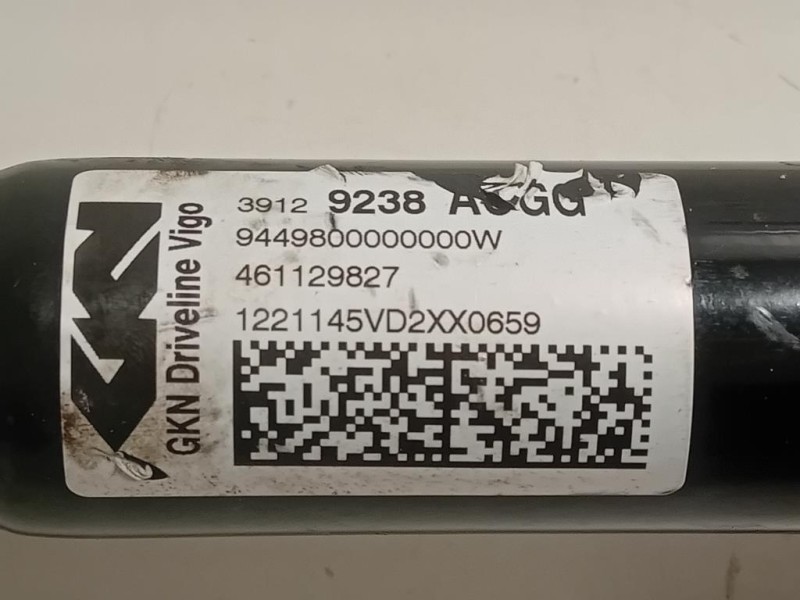 GKN Driveline Vigo
3912 9238
9449800000000W
461129827
1221145VD2XX0659